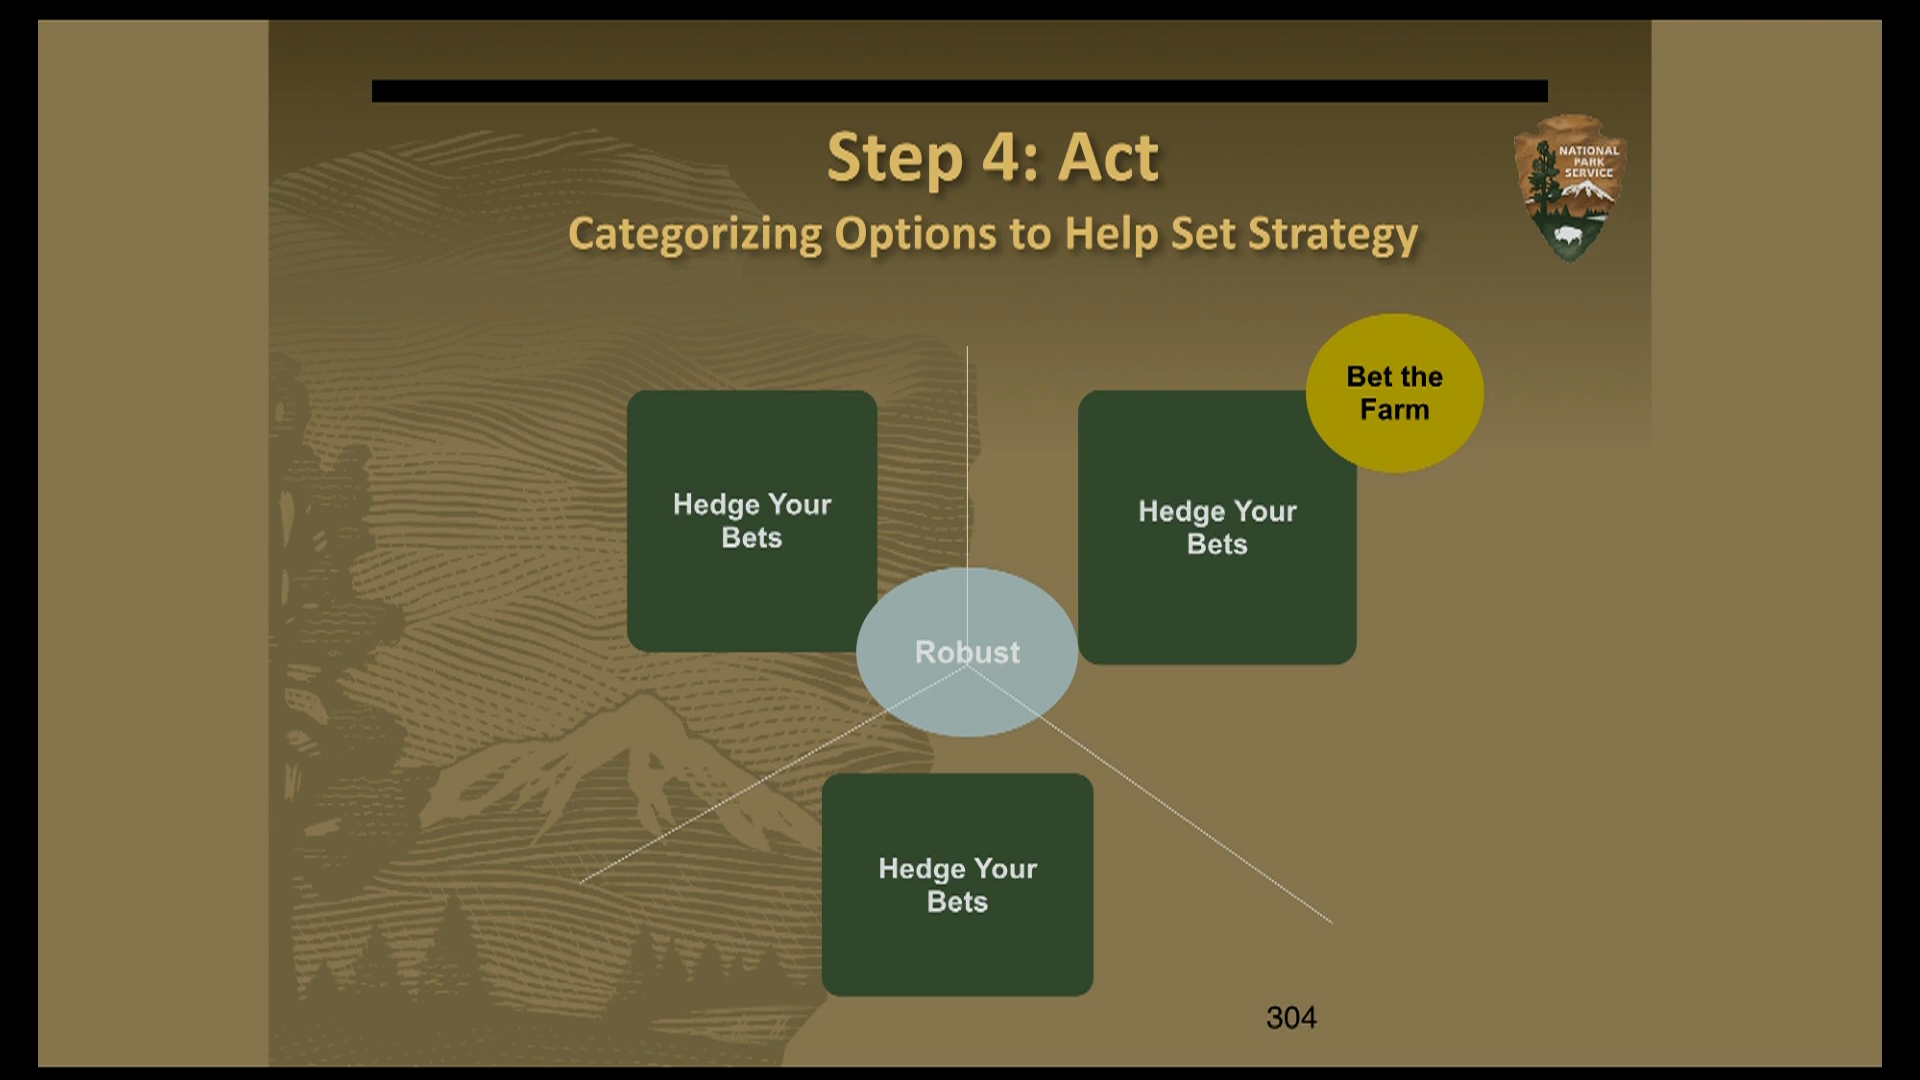 Step 4: Act
Categorizing Options to Help Set Strategy
NATIONAL
PARK
SERVICE
Bet the
Farm
Hedge Your
Bets
Hedge Your
Bets
Robust
Hedge Your
Bets
304